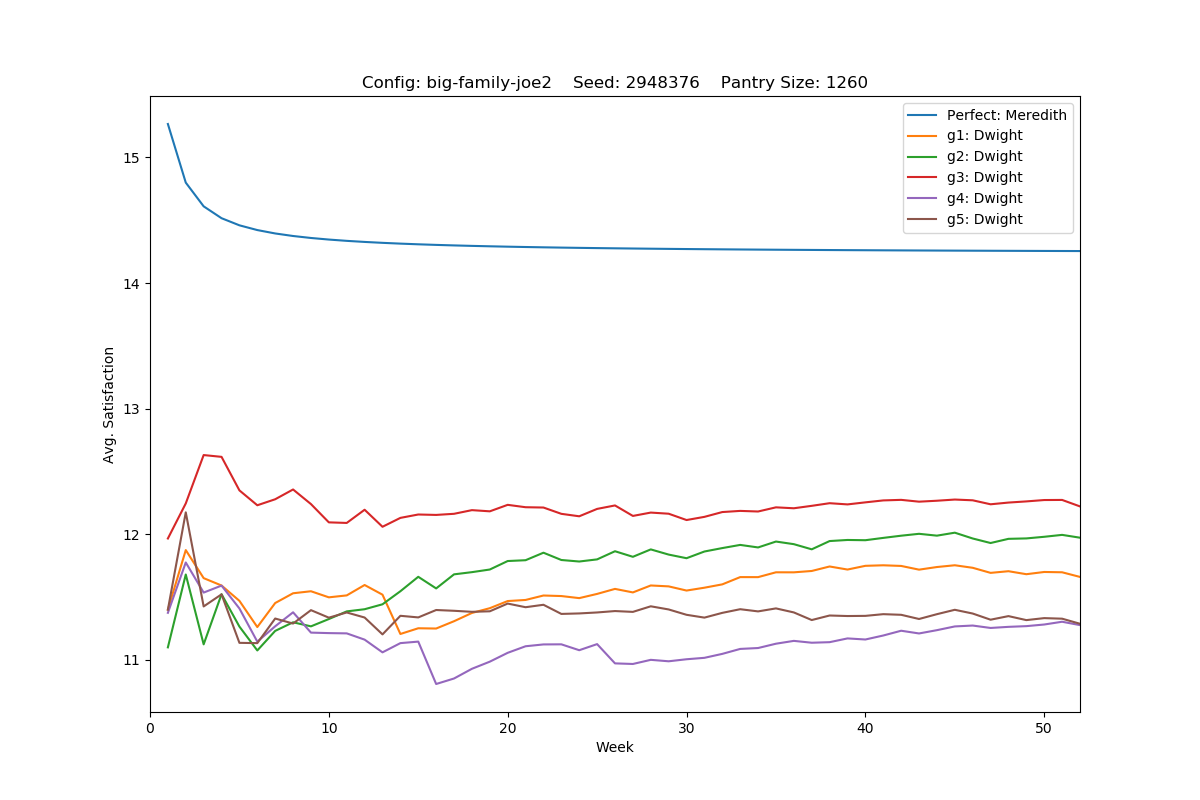 Config: big-family-joe2    Seed: 2948376    Pantry Size: 1260
Perfect: Meredith
g1: Dwight
g2: Dwight
g3: Dwight
g4: Dwight
g5: Dwight
15
14
13
12
11
Avg. Satisfaction
0 10 20 30 40 50
Week